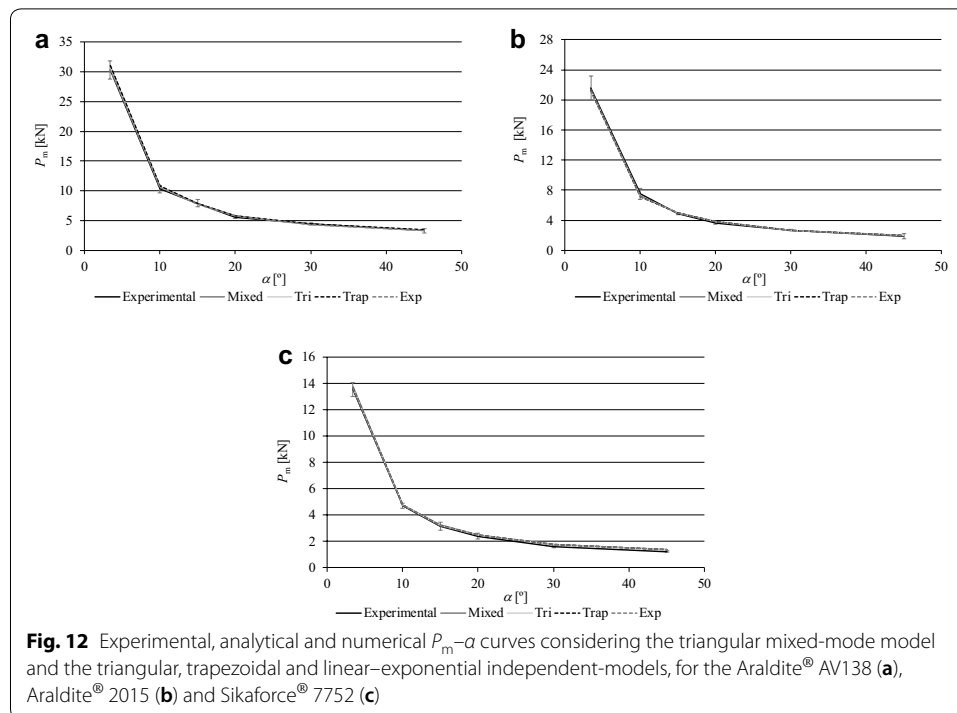 a
35
30
25
20
15
10
5
0
P_m [kN]
0 10 20 30 40 50
α [º]
Experimental Mixed Tri Trap Exp
b
28
24
20
16
12
8
4
0
P_m [kN]
0 10 20 30 40 50
α [º]
Experimental Mixed Tri Trap Exp
c
16
14
12
10
8
6
4
2
0
P_m [kN]
0 10 20 30 40 50
α [º]
Experimental Mixed Tri Trap Exp
Fig. 12 Experimental, analytical and numerical P_m–α curves considering the triangular mixed-mode model
and the triangular, trapezoidal and linear–exponential independent-models, for the Araldite® AV138 (a),
Araldite® 2015 (b) and Sikaforce® 7752 (c)